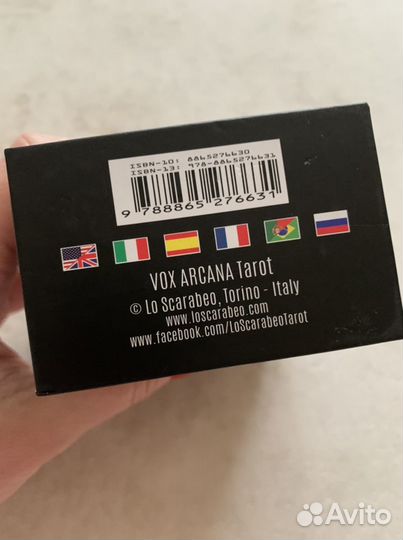 ISBN-10: 8865276630
ISBN-13: 978-8865276631
9 788865 276631
VOX ARCANA Tarot
© Lo Scarabeo, Torino - Italy
www.loscarabeo.com
www.facebook.com/LoScarabeoTarot
Avito